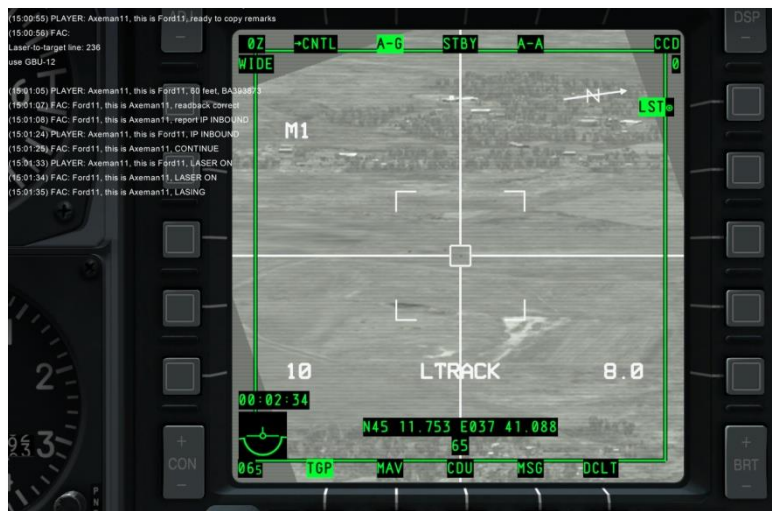 (15:00:55) PLAYER: Axeman11, this is Ford11, ready to copy remarks
(15:00:56) FAC:
Laser-to-target line: 236
use GBU-12
(15:01:05) PLAYER: Axeman11, this is Ford11, 60 feet, BA393873
(15:01:07) FAC: Ford11, this is Axeman11, readback correct
(15:01:08) FAC: Ford11, this is Axeman11, report IP INBOUND
(15:01:24) PLAYER: Axeman11, this is Ford11, IP INBOUND
(15:01:25) FAC: Ford11, this is Axeman11, CONTINUE
(15:01:33) PLAYER: Axeman11, this is Ford11, LASER ON
(15:01:34) FAC: Ford11, this is Axeman11, LASER ON
(15:01:35) FAC: Ford11, this is Axeman11, LASING
ADJ DSP
OZ →CNTL A-G STBY A-A CCD
WIDE 0
N
LST
M1
10 LTRACK 8.0
00:02:34
N45 11.753 E037 41.088
65
065 TGP MAV CDU MSG DCLT
+ CON -
+ BRT -
2
3